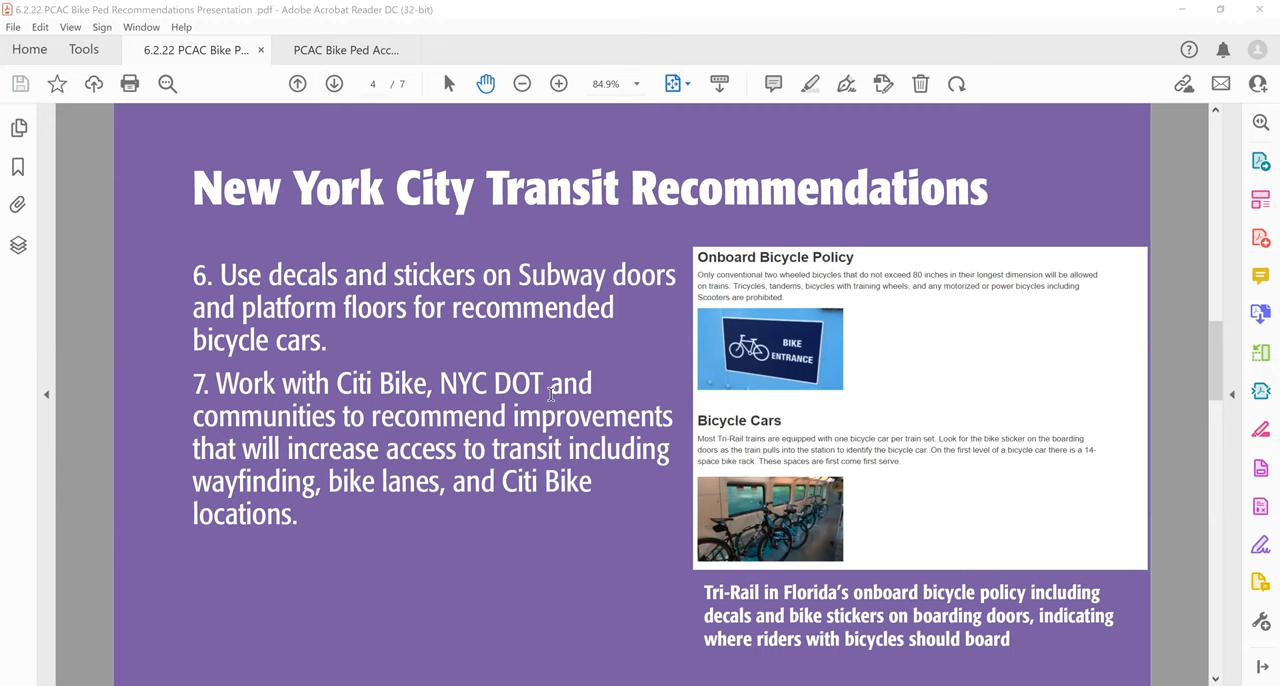 6.2.22 PCAC Bike Ped Recommendations Presentation .pdf - Adobe Acrobat Reader DC (32-bit)
File Edit View Sign Window Help
Home Tools 6.2.22 PCAC Bike P... × PCAC Bike Ped Acc...
4 / 7 84.9%
New York City Transit Recommendations
6. Use decals and stickers on Subway doors
and platform floors for recommended
bicycle cars.
7. Work with Citi Bike, NYC DOT and
communities to recommend improvements
that will increase access to transit including
wayfinding, bike lanes, and Citi Bike
locations.
Onboard Bicycle Policy
Only conventional two wheeled bicycles that do not exceed 80 inches in their longest dimension will be allowed
on trains. Tricycles, tandems, bicycles with training wheels, and any motorized or power bicycles including
Scooters are prohibited.
BIKE
ENTRANCE
Bicycle Cars
Most Tri-Rail trains are equipped with one bicycle car per train set. Look for the bike sticker on the boarding
doors as the train pulls into the station to identify the bicycle car. On the first level of a bicycle car there is a 14-
space bike rack. These spaces are first come first serve.
Tri-Rail in Florida's onboard bicycle policy including
decals and bike stickers on boarding doors, indicating
where riders with bicycles should board